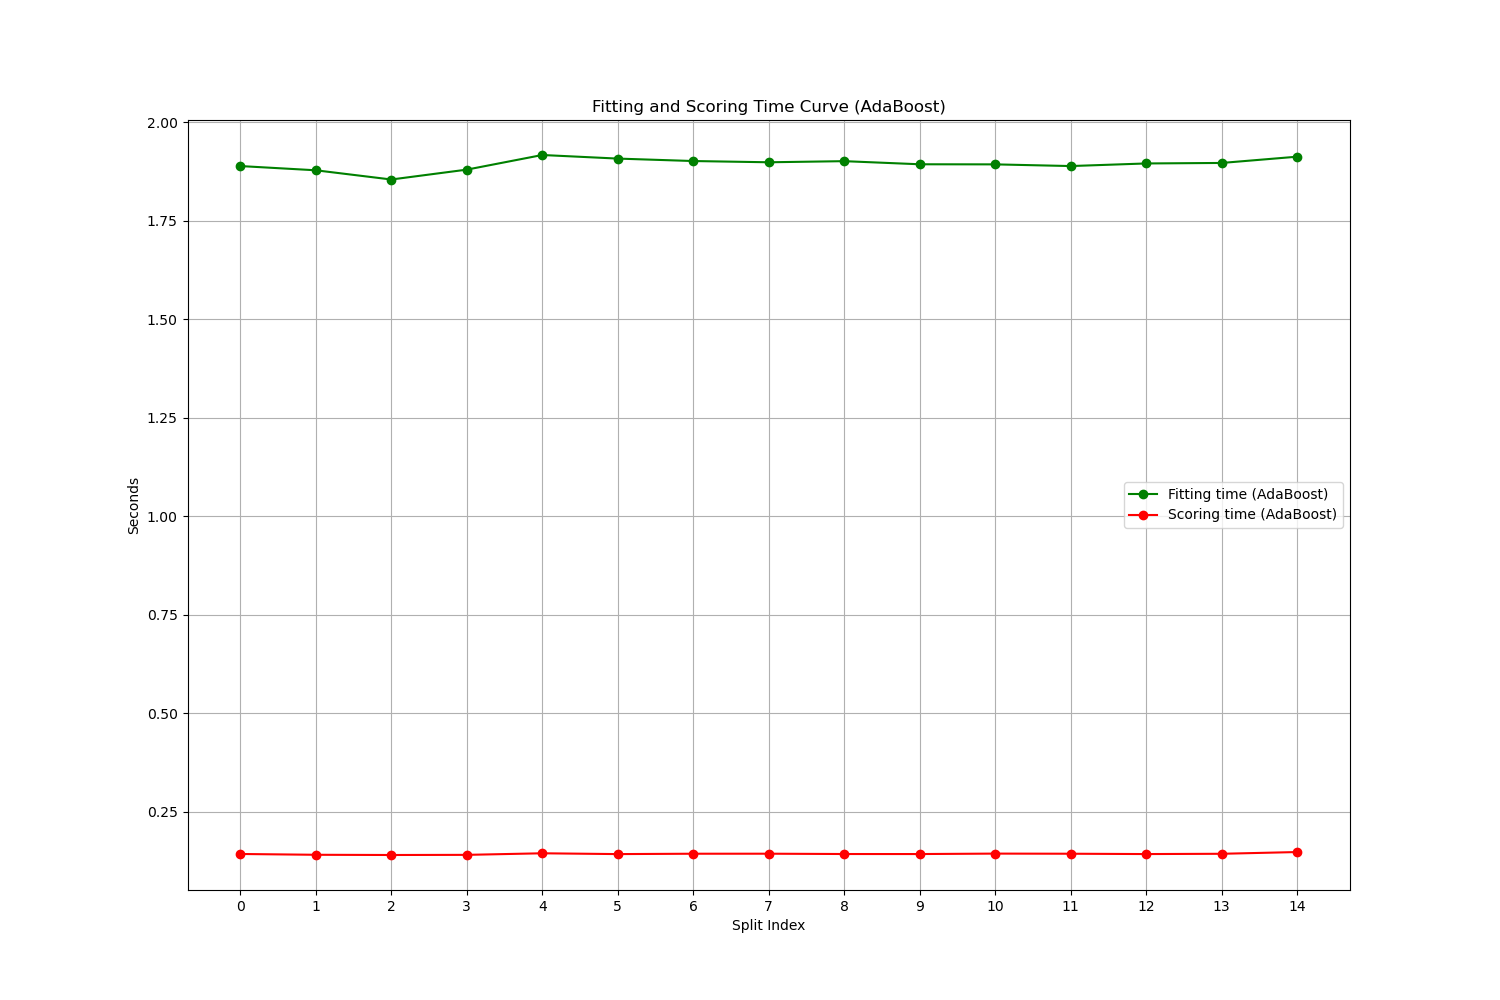 Fitting and Scoring Time Curve (AdaBoost)
2.00
1.75
1.50
1.25
1.00
0.75
0.50
0.25
Seconds
Fitting time (AdaBoost)
Scoring time (AdaBoost)
0 1 2 3 4 5 6 7 8 9 10 11 12 13 14
Split Index